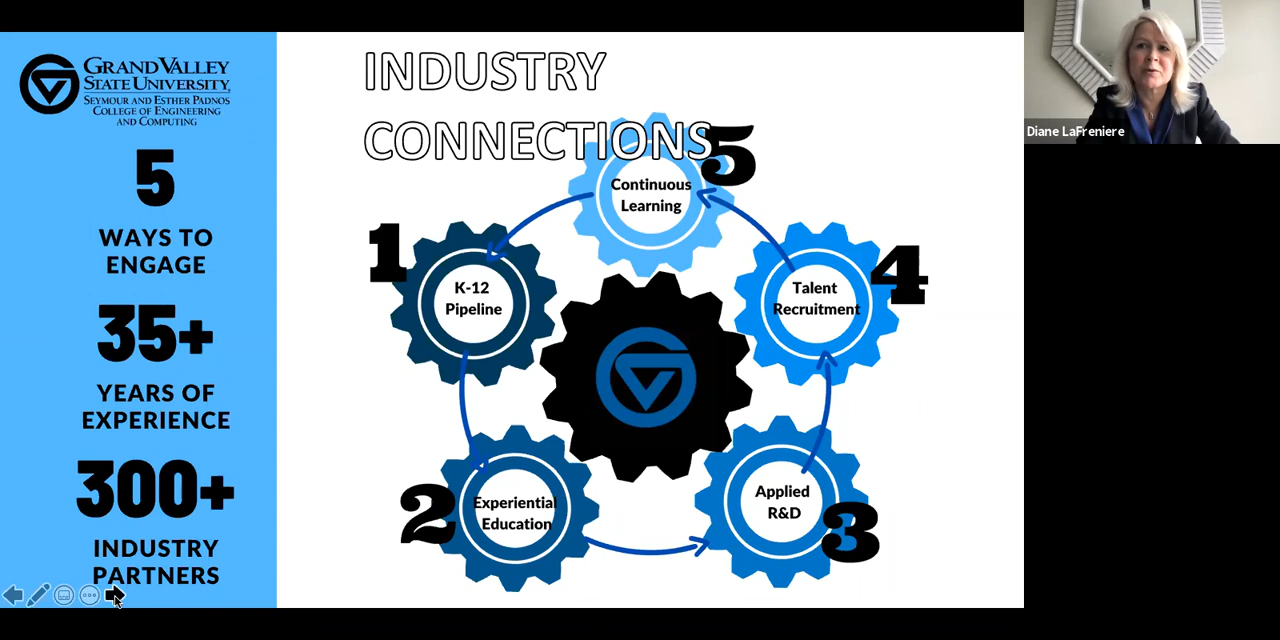 GRAND VALLEY
STATE UNIVERSITY
SEYMOUR AND ESTHER PADNOS
COLLEGE OF ENGINEERING
AND COMPUTING
5
WAYS TO
ENGAGE
35+
YEARS OF
EXPERIENCE
300+
INDUSTRY
PARTNERS
INDUSTRY
CONNECTIONS
1
K-12
Pipeline
2
Experiential
Education
3
Applied
R&D
4
Talent
Recruitment
5
Continuous
Learning
Diane LaFreniere